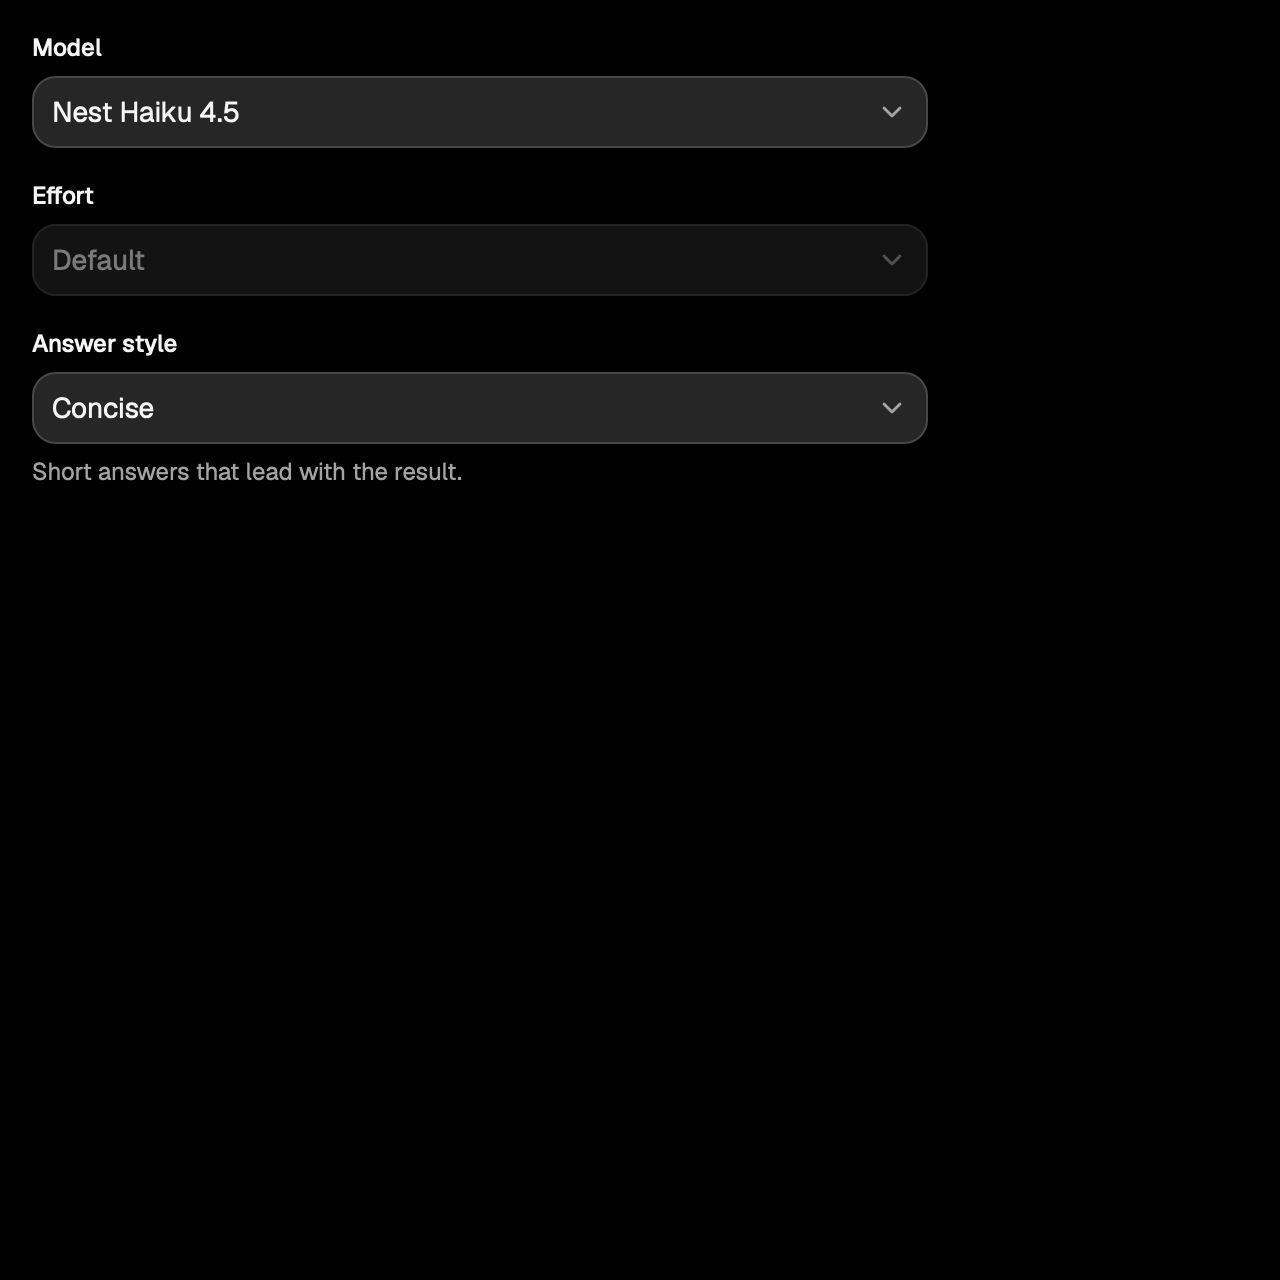 Model
Nest Haiku 4.5
Effort
Default
Answer style
Concise
Short answers that lead with the result.